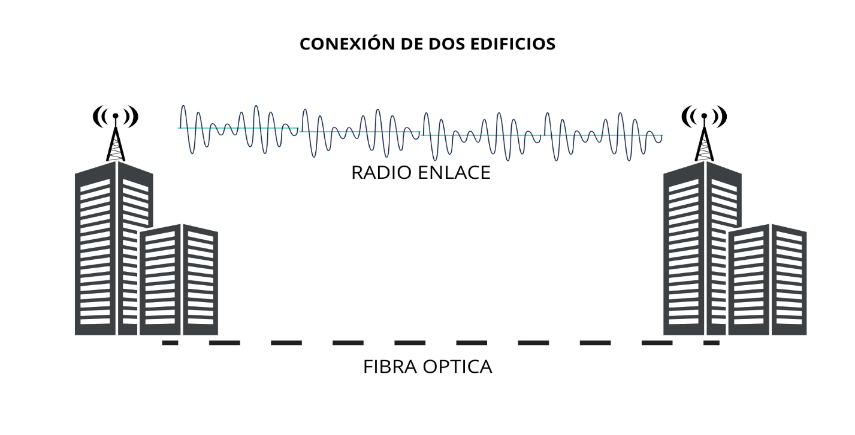 CONEXIÓN DE DOS EDIFICIOS
RADIO ENLACE
FIBRA OPTICA